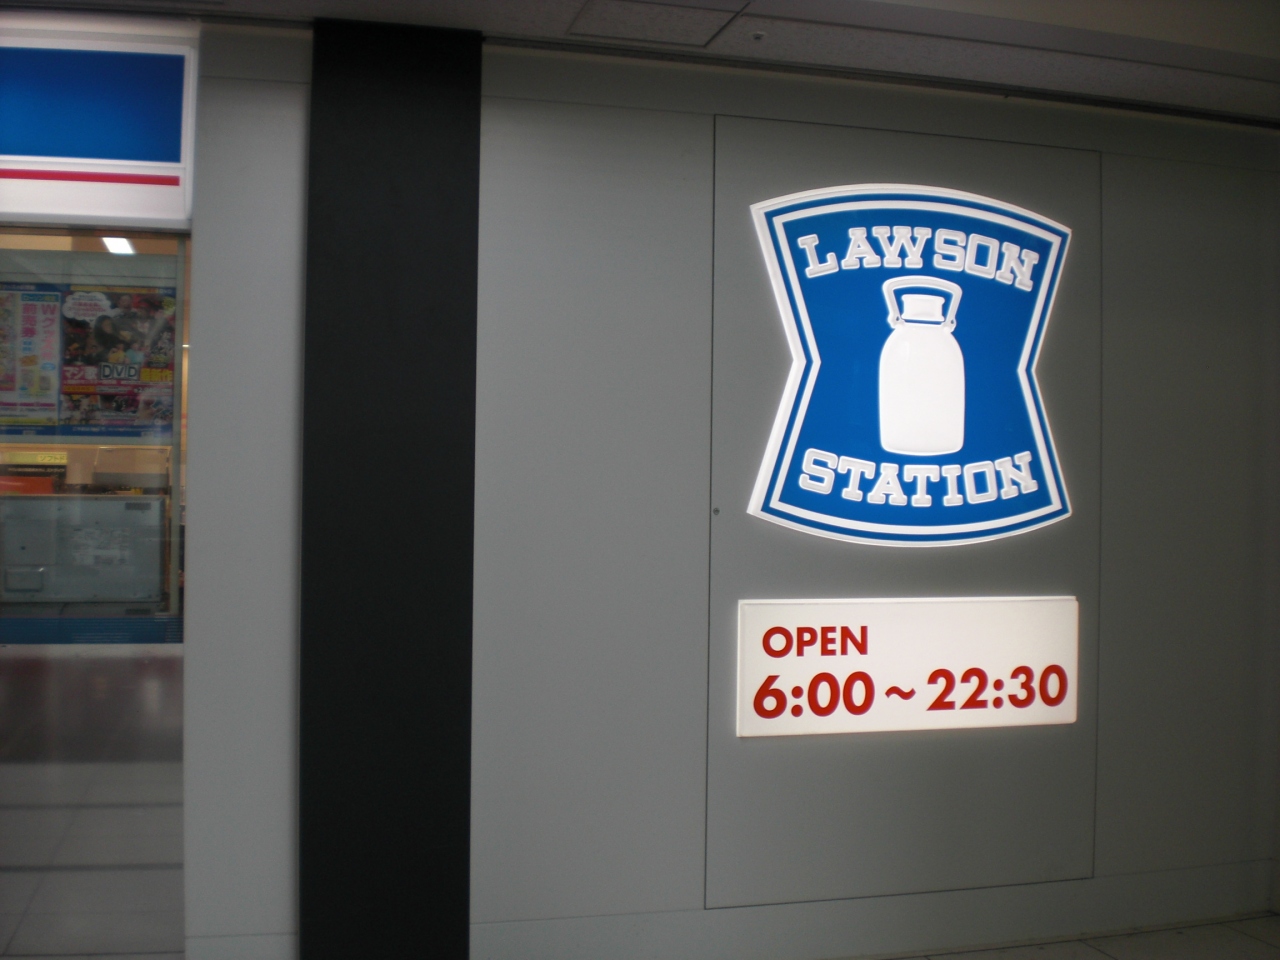 LAWSON
STATION
OPEN
6:00~22:30
DVD